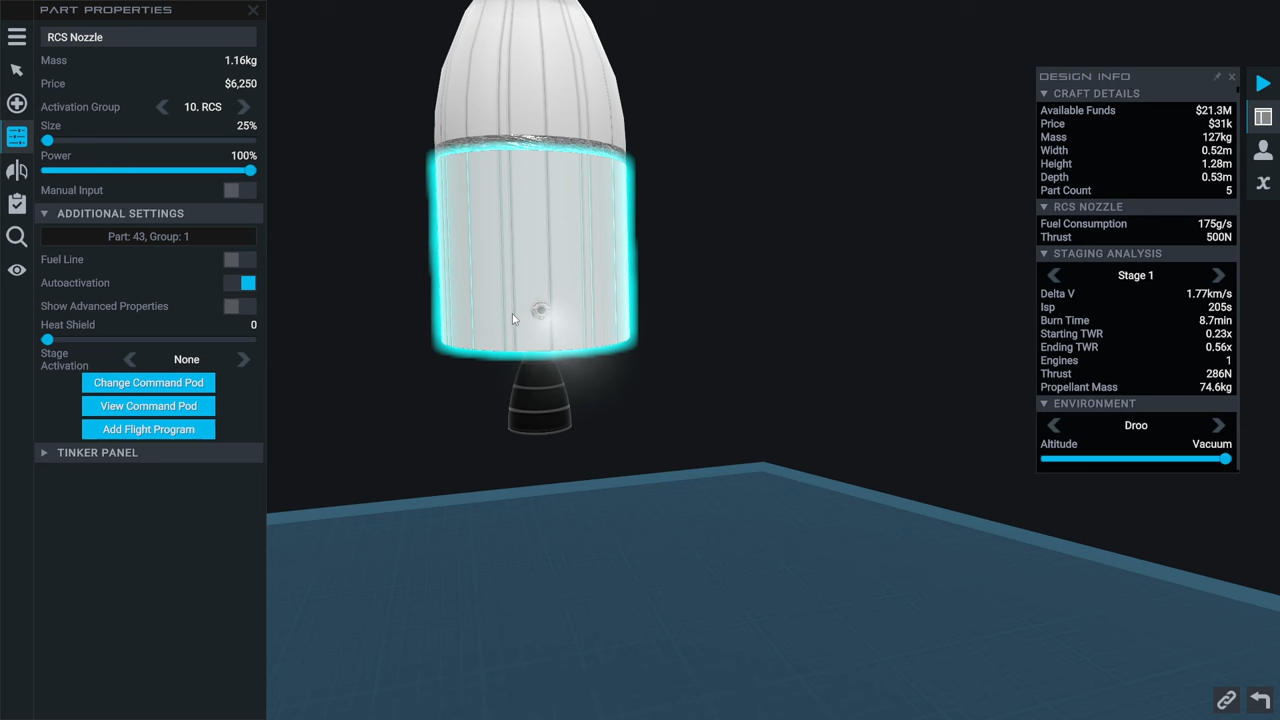 PART PROPERTIES
RCS Nozzle
Mass 1.16kg
Price $6,250
Activation Group 10. RCS
Size 25%
Power 100%
Manual Input
ADDITIONAL SETTINGS
Part: 43, Group: 1
Fuel Line
Autoactivation
Show Advanced Properties
Heat Shield 0
Stage
Activation None
Change Command Pod
View Command Pod
Add Flight Program
TINKER PANEL
DESIGN INFO
CRAFT DETAILS
Available Funds $21.3M
Price $31k
Mass 127kg
Width 0.52m
Height 1.28m
Depth 0.53m
Part Count 5
RCS NOZZLE
Fuel Consumption 175g/s
Thrust 500N
STAGING ANALYSIS
Stage 1
Delta V 1.77km/s
Isp 205s
Burn Time 8.7min
Starting TWR 0.23x
Ending TWR 0.56x
Engines 1
Thrust 286N
Propellant Mass 74.6kg
ENVIRONMENT
Droo
Altitude Vacuum
x